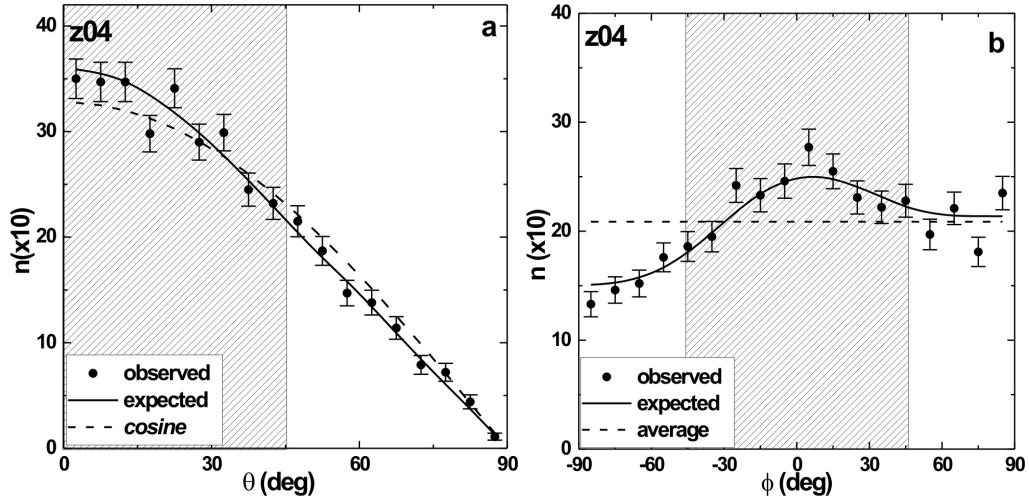 z04
a
40
30
20
10
0
n(x10)
observed
expected
cosine
0
30
60
90
θ (deg)
z04
b
40
30
20
10
0
n (x10)
observed
expected
average
-90
-60
-30
0
30
60
90
ϕ (deg)